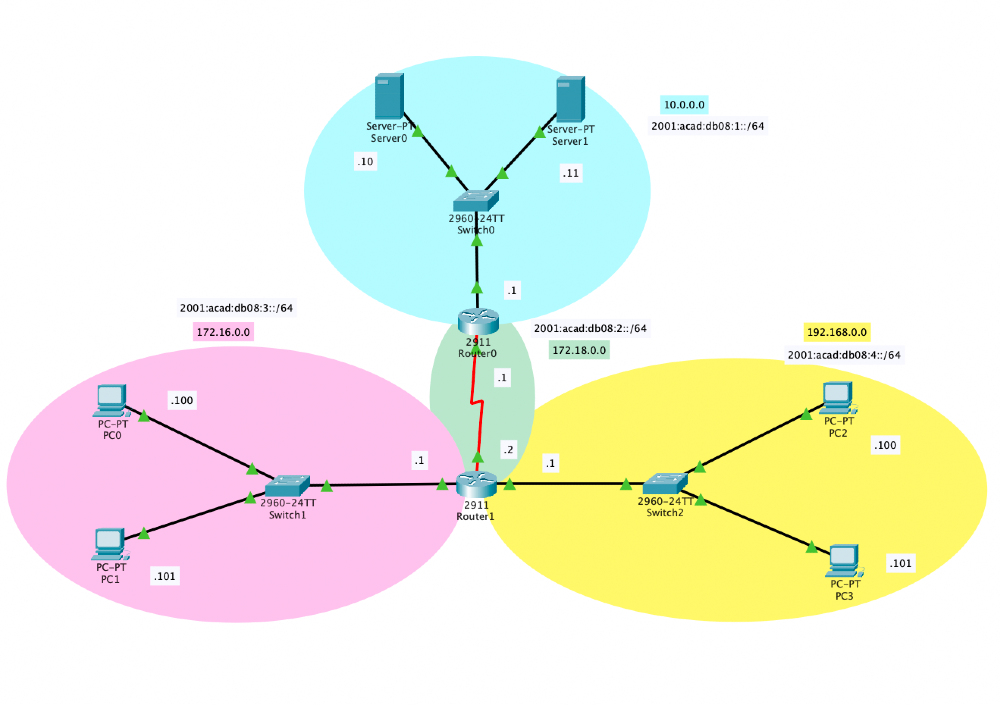 10.0.0.0
2001:acad:db08:1::/64
Server-PT
Server0
Server-PT
Server1
.10
.11
2960-24TT
Switch0
.1
2001:acad:db08:3::/64
172.16.0.0
2911
Router0
2001:acad:db08:2::/64
172.18.0.0
192.168.0.0
2001:acad:db08:4::/64
.1
.100
PC-PT
PC0
PC-PT
PC2
.100
.2
.1
.1
2960-24TT
Switch1
2911
Router1
2960-24TT
Switch2
PC-PT
PC1
.101
.101
PC-PT
PC3